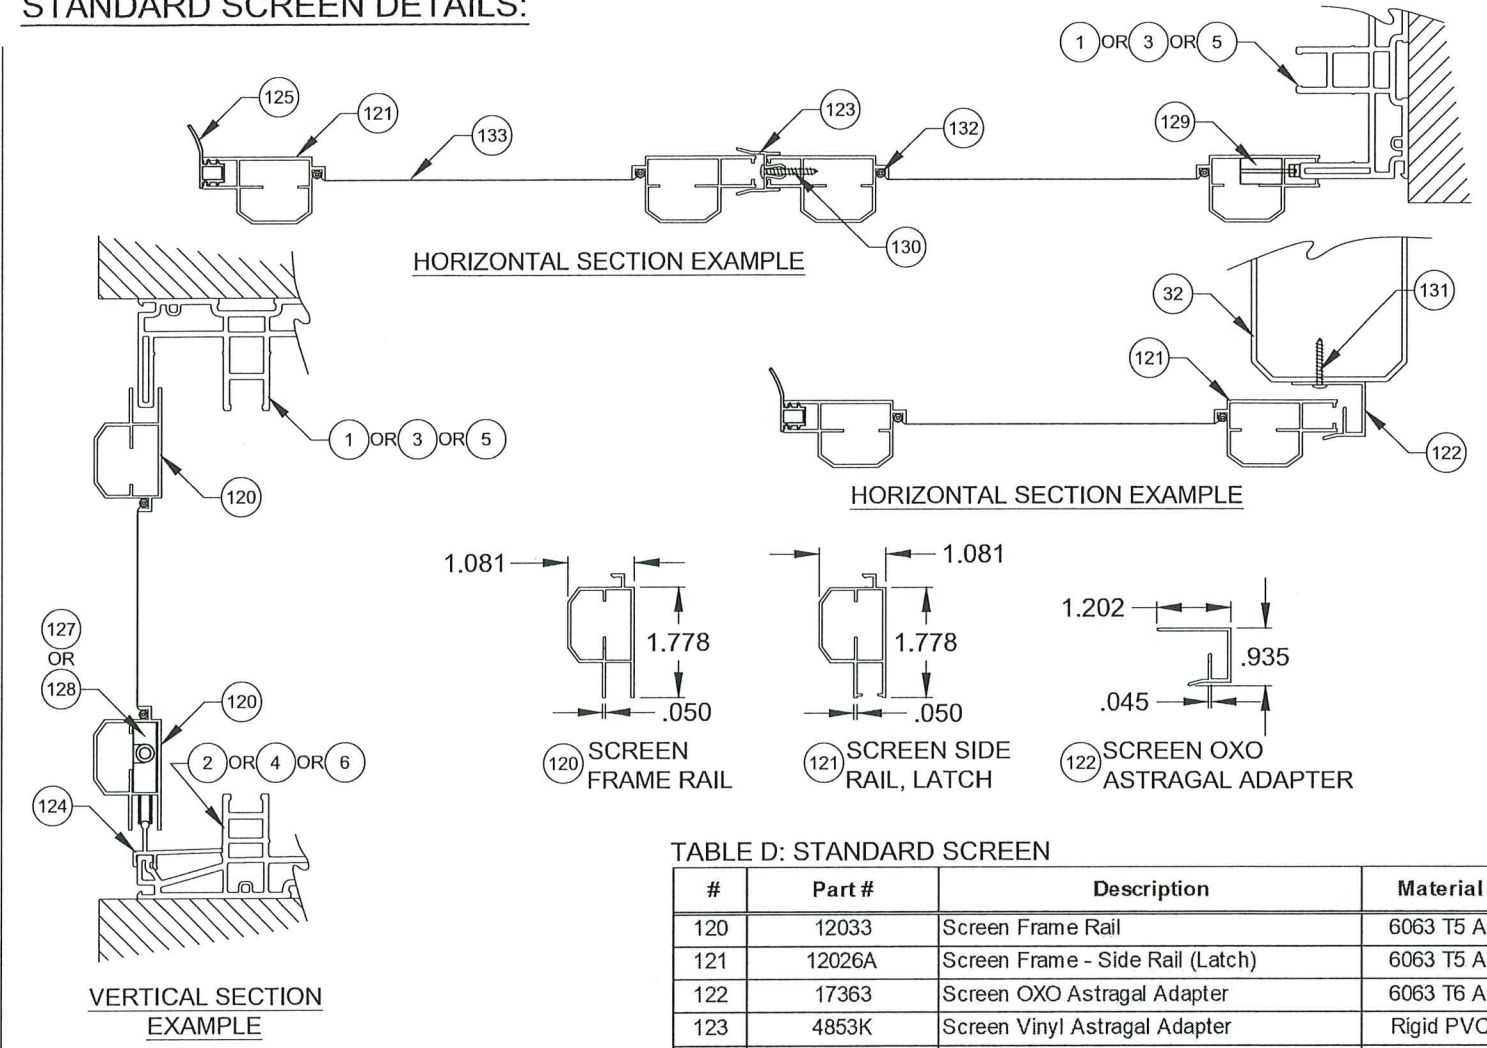 STANDARD SCREEN DETAILS:
1 OR 3 OR 5
125
121
133
123
132
129
130
HORIZONTAL SECTION EXAMPLE
32
131
121
122
HORIZONTAL SECTION EXAMPLE
1 OR 3 OR 5
120
127
OR
128
120
2 OR 4 OR 6
124
VERTICAL SECTION
EXAMPLE
1.081
1.778
.050
120 SCREEN
FRAME RAIL
1.081
1.778
.050
121 SCREEN SIDE
RAIL, LATCH
1.202
.935
.045
122 SCREEN OXO
ASTRAGAL ADAPTER
TABLE D: STANDARD SCREEN
# Part # Description Material
120 12033 Screen Frame Rail 6063 T5 A
121 12026A Screen Frame - Side Rail (Latch) 6063 T5 A
122 17363 Screen OXO Astragal Adapter 6063 T6 A
123 4853K Screen Vinyl Astragal Adapter Rigid PVC